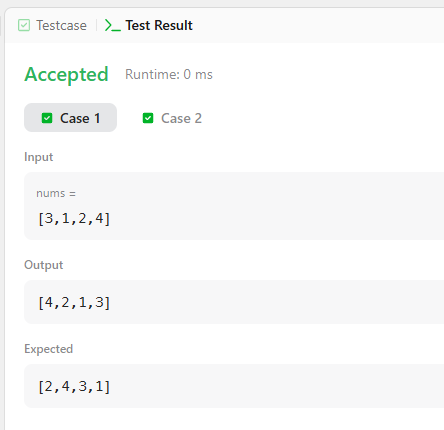 Testcase Test Result
Accepted Runtime: 0 ms
Case 1 Case 2
Input
nums =
[3,1,2,4]
Output
[4,2,1,3]
Expected
[2,4,3,1]